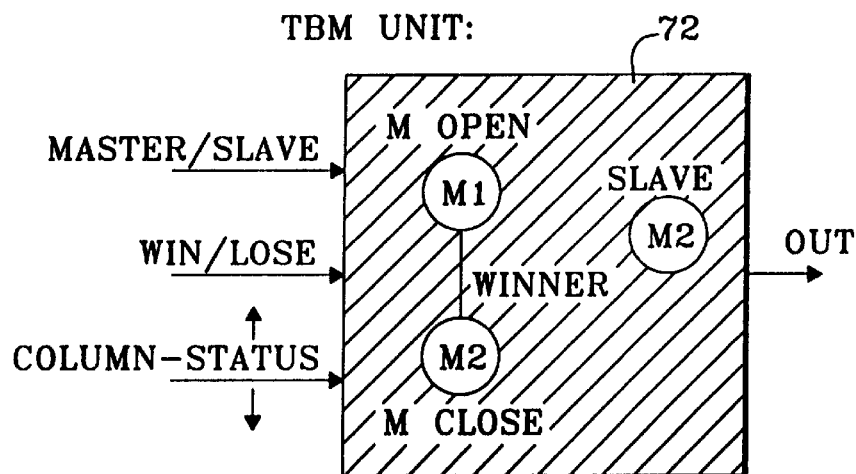 TBM UNIT:
72
M OPEN
MASTER/SLAVE
M1
SLAVE
M2
WIN/LOSE
OUT
WINNER
COLUMN-STATUS
M2
M CLOSE